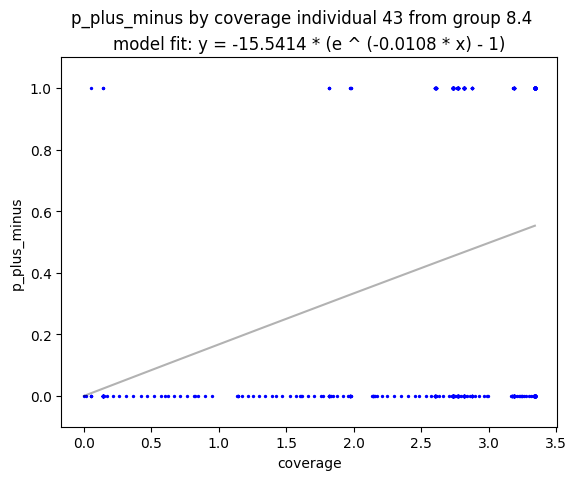 p_plus_minus by coverage individual 43 from group 8.4
model fit: y = -15.5414 * (e ^ (-0.0108 * x) - 1)
1.0
0.8
0.6
0.4
0.2
0.0
p_plus_minus
0.0 0.5 1.0 1.5 2.0 2.5 3.0 3.5
coverage